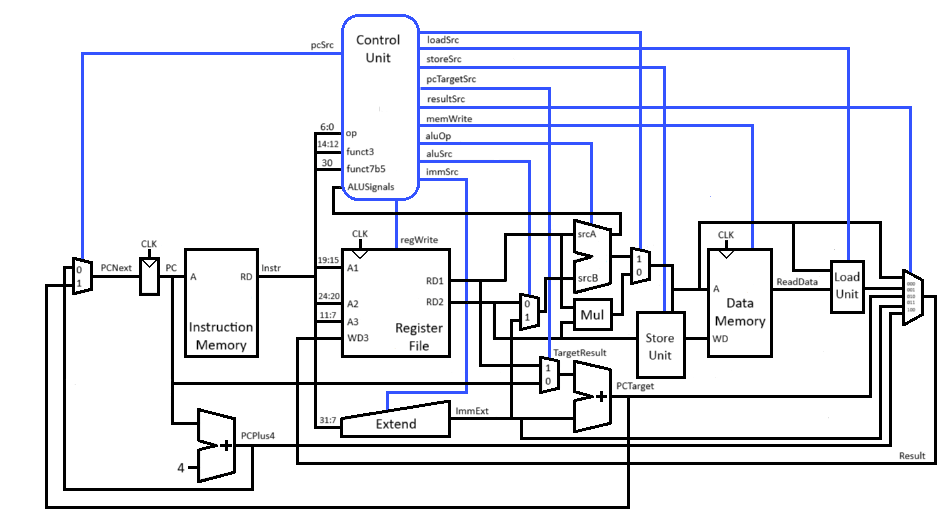 Control
Unit
pcSrc
loadSrc
storeSrc
pcTargetSrc
resultSrc
memWrite
aluOp
aluSrc
immSrc
6:0
op
14:12
funct3
30
funct7b5
ALUSignals
regWrite
CLK
PCNext
PC
0
1
A
RD
Instr
Instruction
Memory
CLK
19:15
A1
24:20
A2
11:7
A3
WD3
RD1
RD2
Register
File
srcA
srcB
0
1
Mul
1
0
Store
Unit
CLK
A
WD
Data
Memory
ReadData
Load
Unit
000
001
010
011
100
TargetResult
1
0
+
PCTarget
31:7
Extend
ImmExt
PCPlus4
+
4
Result